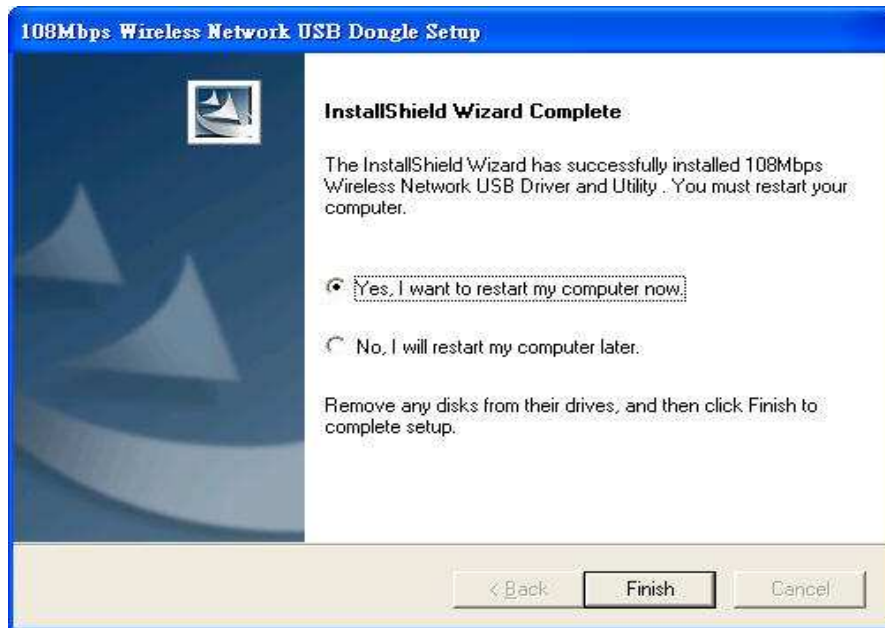 108Mbps Wireless Network USB Dongle Setup
InstallShield Wizard Complete
The InstallShield Wizard has successfully installed 108Mbps
Wireless Network USB Driver and Utility . You must restart your
computer.
Yes, I want to restart my computer now.
No, I will restart my computer later.
Remove any disks from their drives, and then click Finish to
complete setup.
< Back Finish Cancel